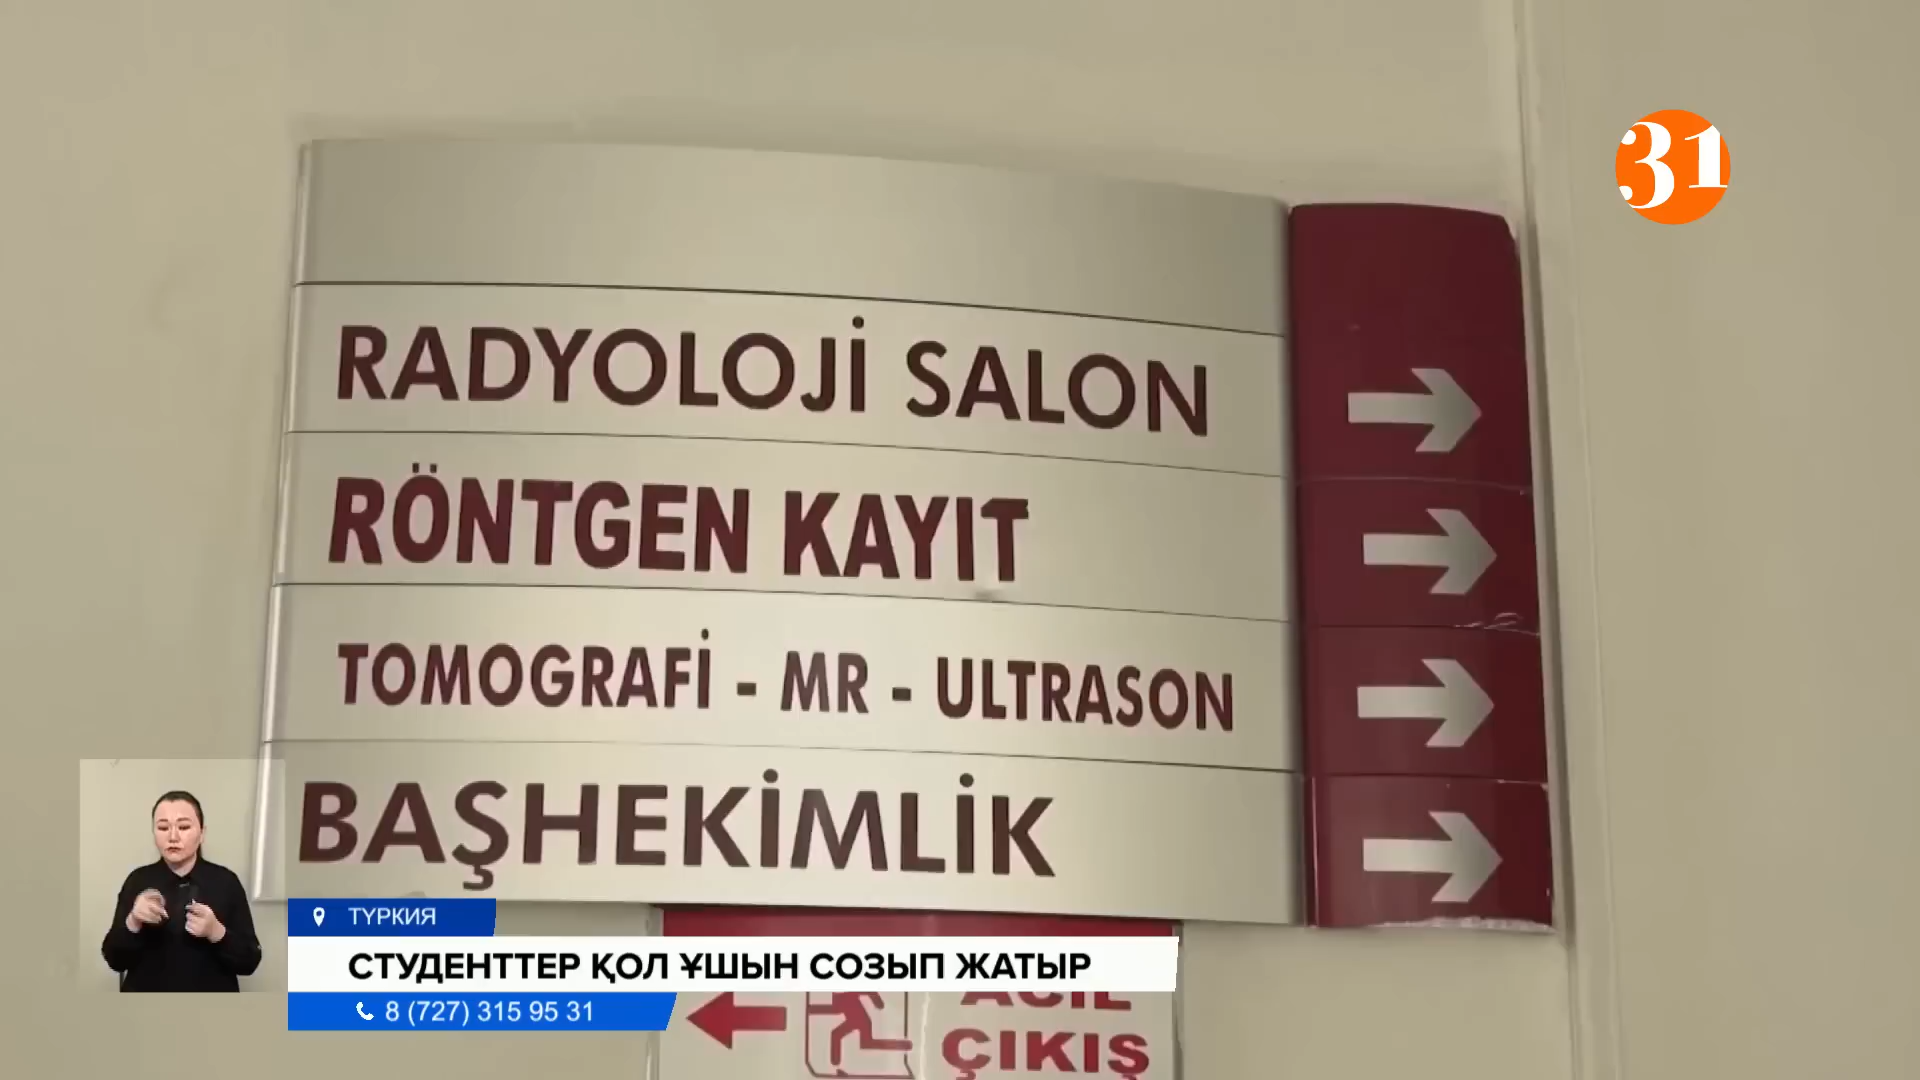 31
RADYOLOJİ SALON
RÖNTGEN KAYIT
TOMOGRAFİ - MR - ULTRASON
BAŞHEKİMLİK
ТҮРКИЯ
СТУДЕНТТЕР ҚОЛ ҰШЫН СОЗЫП ЖАТЫР
8 (727) 315 95 31
ACİL
ÇIKIŞ